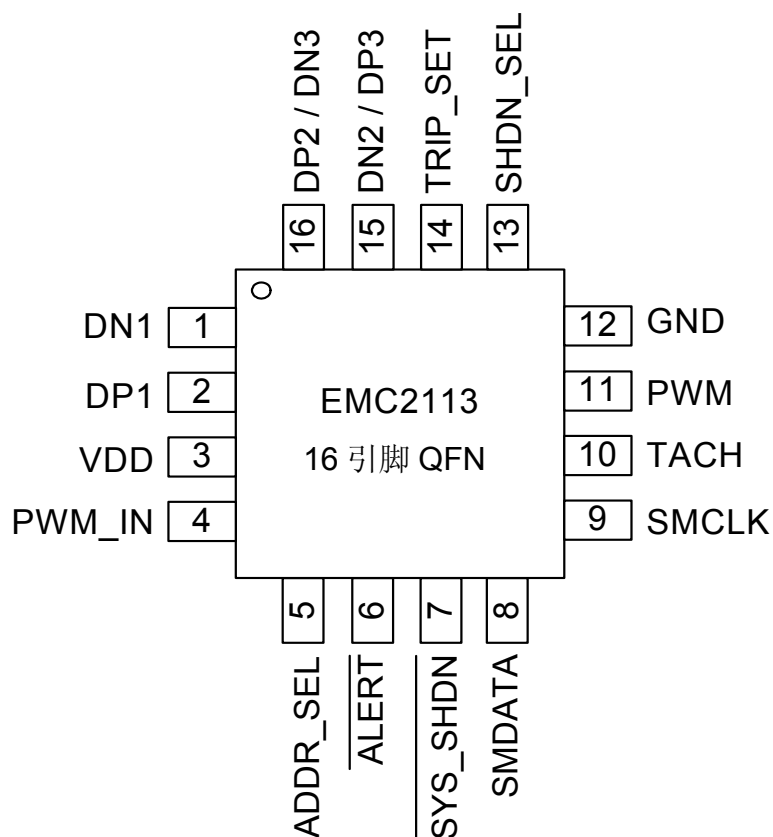 DP2 / DN3
DN2 / DP3
TRIP_SET
SHDN_SEL
16
15
14
13
DN1
1
DP1
2
VDD
3
PWM_IN
4
EMC2113
16 引脚 QFN
12
GND
11
PWM
10
TACH
9
SMCLK
5
6
7
8
ADDR_SEL
ALERT
SYS_SHDN
SMDATA